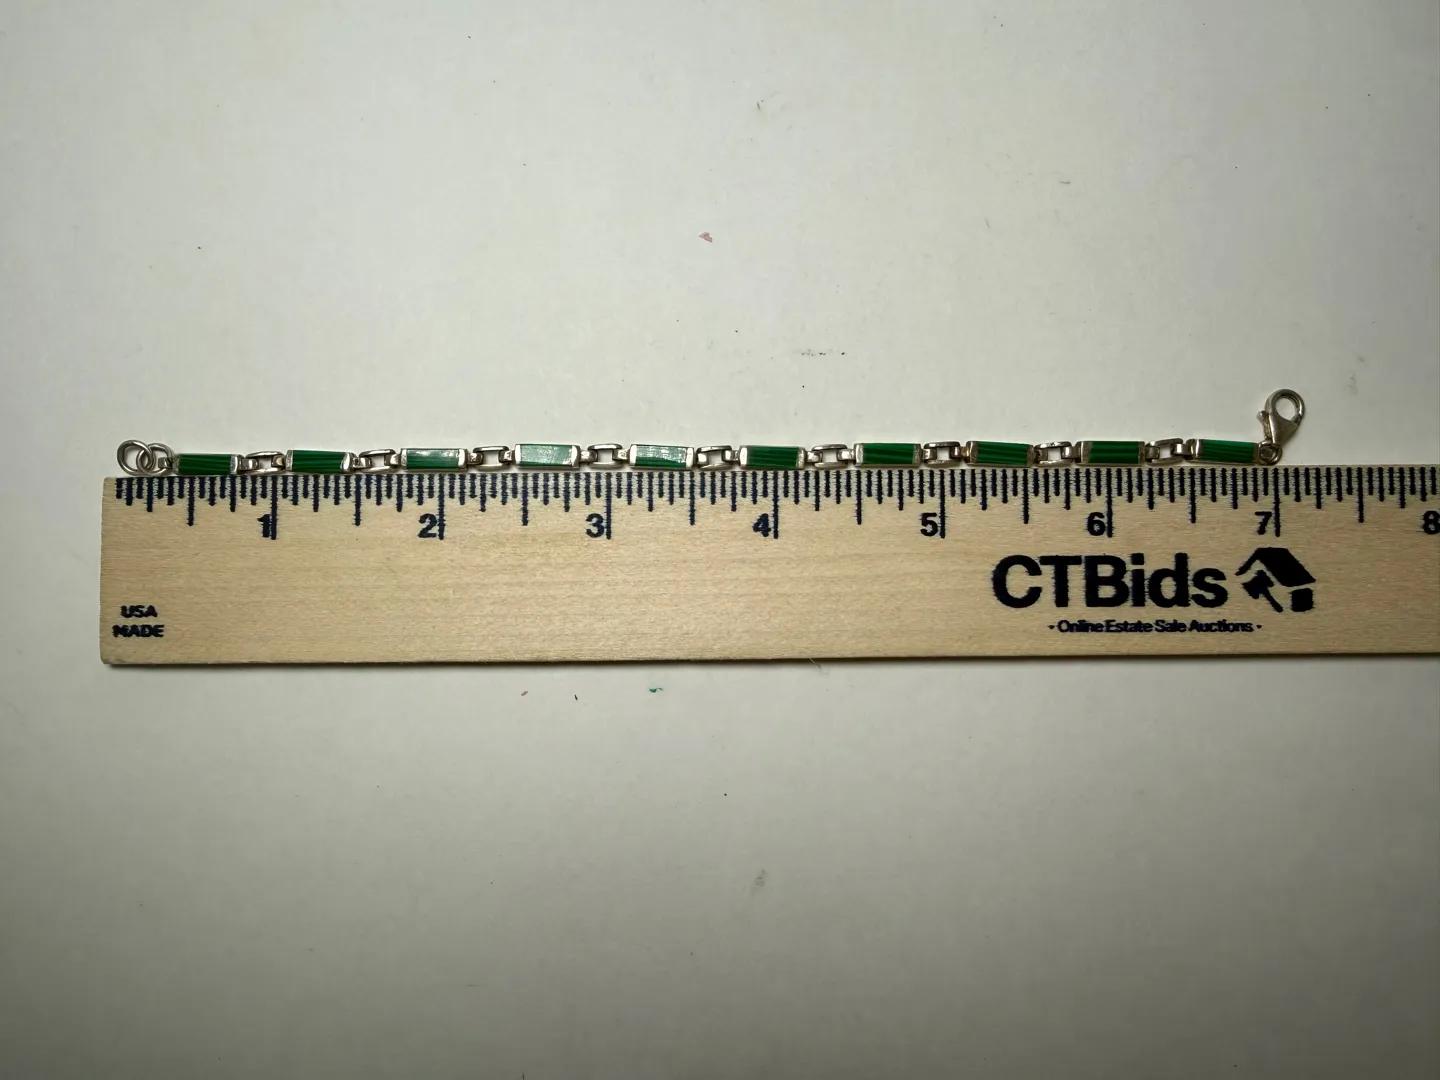 1 2 3 4 5 6 7 8
CTBids
- Online Estate Sale Auctions -
USA
MADE